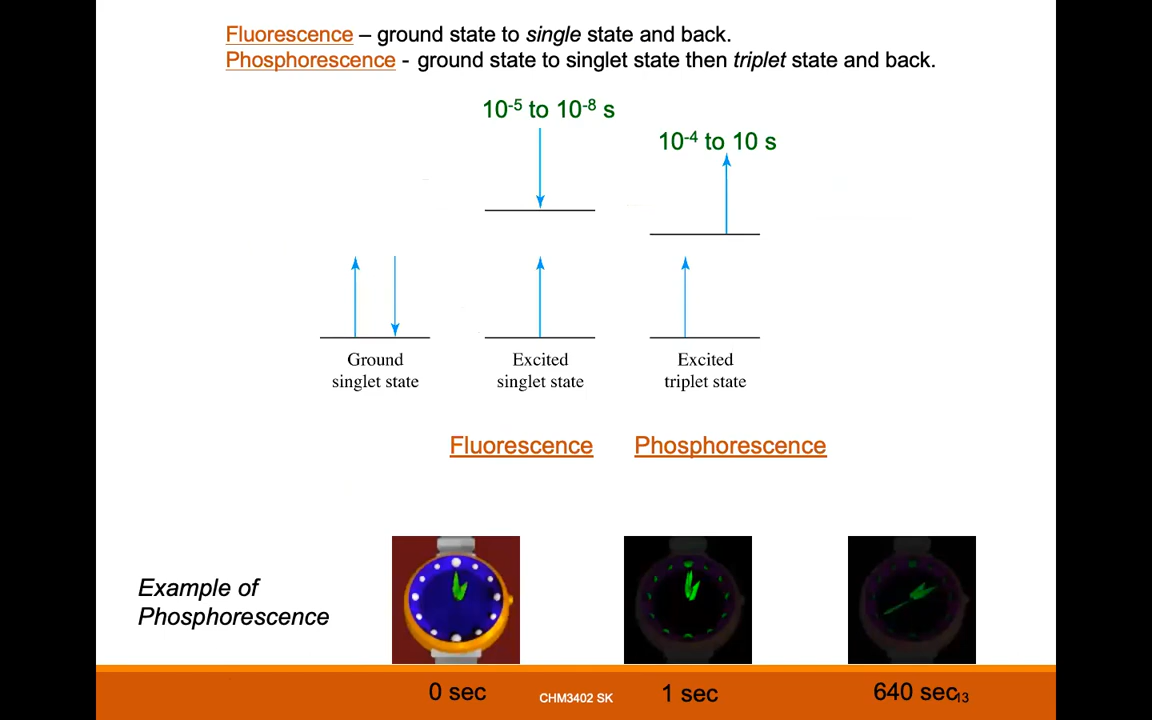 Fluorescence – ground state to single state and back.
Phosphorescence - ground state to singlet state then triplet state and back.
10⁻⁵ to 10⁻⁸ s
10⁻⁴ to 10 s
Ground
singlet state
Excited
singlet state
Excited
triplet state
Fluorescence
Phosphorescence
Example of
Phosphorescence
0 sec
CHM3402 SK
1 sec
640 sec
13